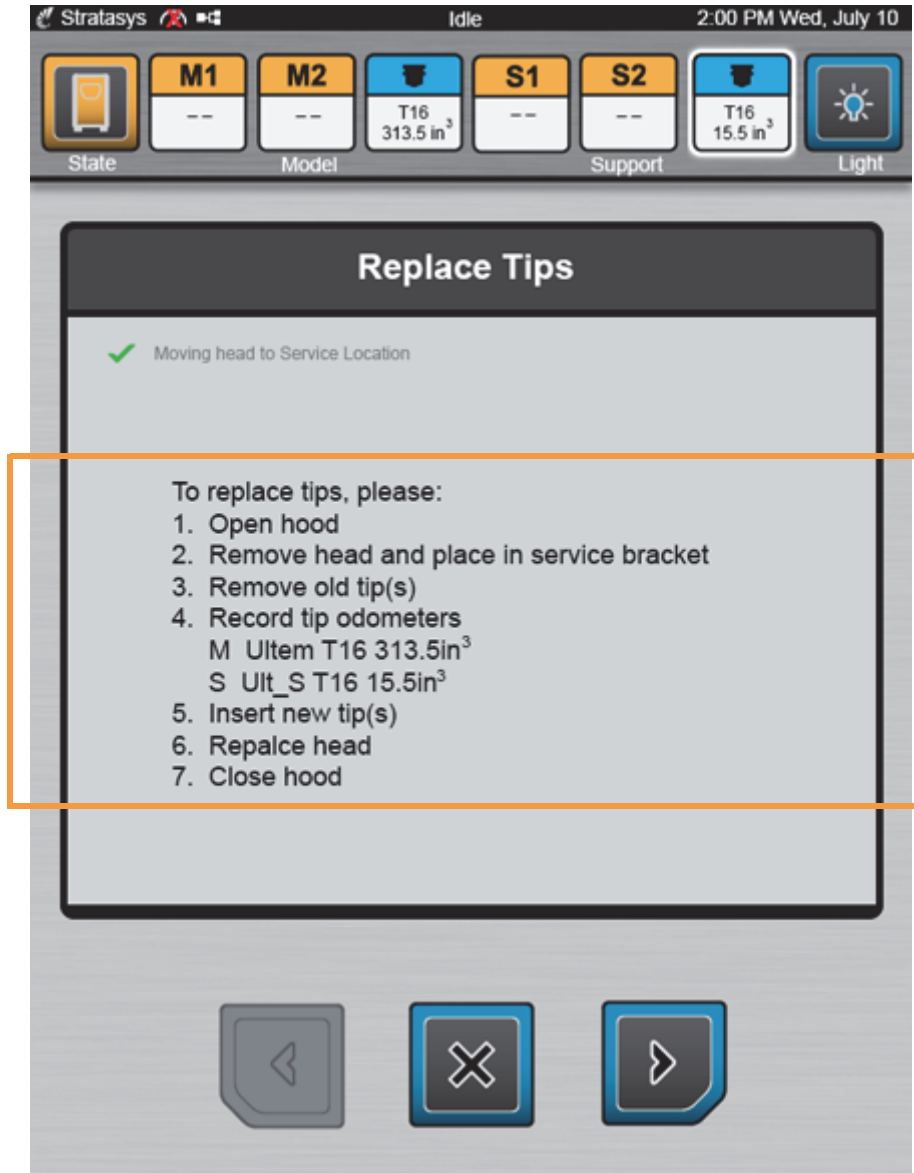 Stratasys Idle 2:00 PM Wed, July 10
M1 M2 S1 S2
-- -- T16 -- -- T16
313.5 in³ 15.5 in³
State Model Support Light
Replace Tips
Moving head to Service Location
To replace tips, please:
1. Open hood
2. Remove head and place in service bracket
3. Remove old tip(s)
4. Record tip odometers
M Ultem T16 313.5in³
S Ult_S T16 15.5in³
5. Insert new tip(s)
6. Repalce head
7. Close hood